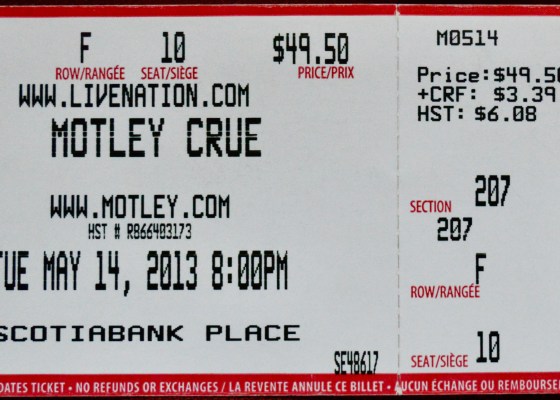 F 10 $49.50
ROW/RANGÉE SEAT/SIÈGE PRICE/PRIX
WWW.LIVENATION.COM
MOTLEY CRUE
WWW.MOTLEY.COM
HST # R866403173
TUE MAY 14, 2013 8:00PM
SCOTIABANK PLACE
SE48617
M0514
Price:$49.50
+CRF: $3.39
HST: $6.08
SECTION 207
207
F
ROW/RANGÉE
SEAT/SIÈGE 10
DATES TICKET • NO REFUNDS OR EXCHANGES / LA REVENTE ANNULE CE BILLET • AUCUN ÉCHANGE OU REMBOURSE